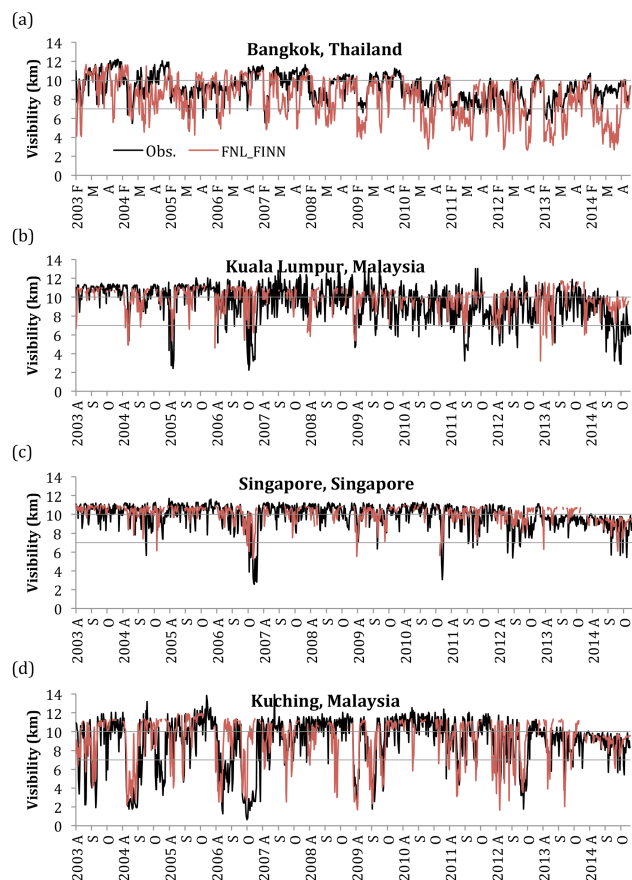 (a)
Bangkok, Thailand
Visibility (km)
14
12
10
8
6
4
2
0
Obs. FNL_FINN
2003 F M A 2004 F M A 2005 F M A 2006 F M A 2007 F M A 2008 F M A 2009 F M A 2010 F M A 2011 F M A 2012 F M A 2013 F M A 2014 F M A
(b)
Kuala Lumpur, Malaysia
Visibility (km)
14
12
10
8
6
4
2
0
2003 A S O 2004 A S O 2005 A S O 2006 A S O 2007 A S O 2008 A S O 2009 A S O 2010 A S O 2011 A S O 2012 A S O 2013 A S O 2014 A S O
(c)
Singapore, Singapore
Visibility (km)
14
12
10
8
6
4
2
0
2003 A S O 2004 A S O 2005 A S O 2006 A S O 2007 A S O 2008 A S O 2009 A S O 2010 A S O 2011 A S O 2012 A S O 2013 A S O 2014 A S O
(d)
Kuching, Malaysia
Visibility (km)
14
12
10
8
6
4
2
0
2003 A S O 2004 A S O 2005 A S O 2006 A S O 2007 A S O 2008 A S O 2009 A S O 2010 A S O 2011 A S O 2012 A S O 2013 A S O 2014 A S O